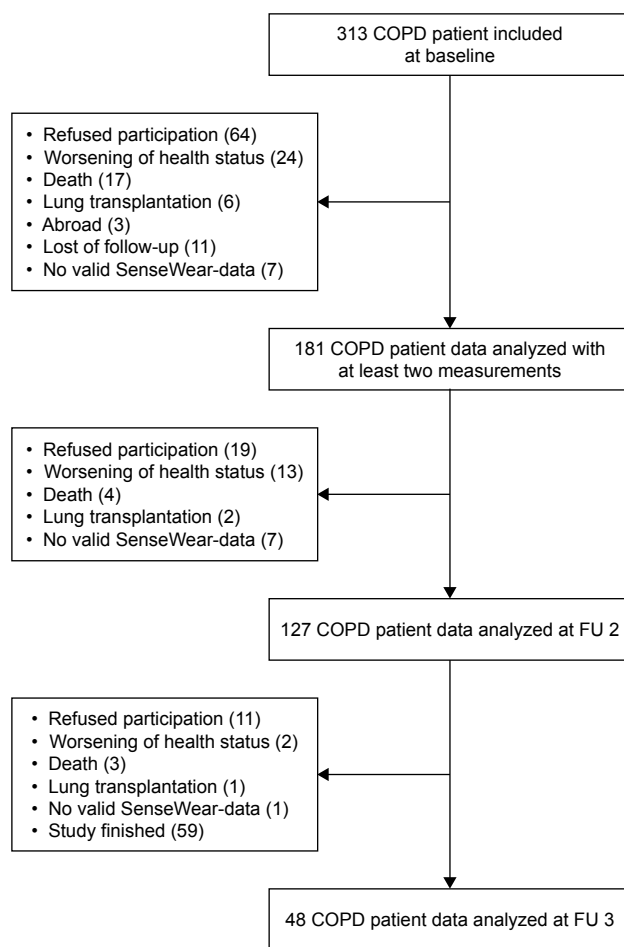 313 COPD patient included
at baseline
• Refused participation (64)
• Worsening of health status (24)
• Death (17)
• Lung transplantation (6)
• Abroad (3)
• Lost of follow-up (11)
• No valid SenseWear-data (7)
181 COPD patient data analyzed with
at least two measurements
• Refused participation (19)
• Worsening of health status (13)
• Death (4)
• Lung transplantation (2)
• No valid SenseWear-data (7)
127 COPD patient data analyzed at FU 2
• Refused participation (11)
• Worsening of health status (2)
• Death (3)
• Lung transplantation (1)
• No valid SenseWear-data (1)
• Study finished (59)
48 COPD patient data analyzed at FU 3